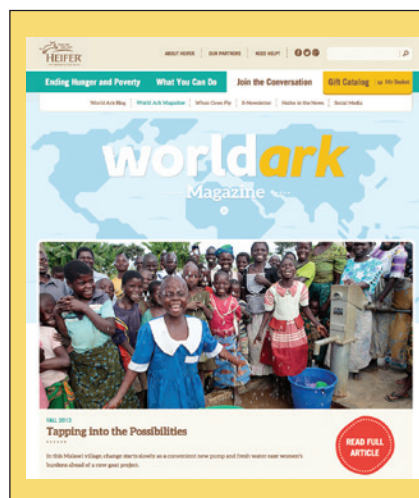 HEIFER
ABOUT HEIFER | OUR PARTNERS | NEED HELP?
Ending Hunger and Poverty What You Can Do Join the Conversation Gift Catalog My Basket
World Ark Blog | World Ark Magazine | When Cows Fly | E-Newsletter | Heifer in the News | Social Media
worldark
Magazine
FALL 2013
Tapping into the Possibilities
In this Malawi village, change starts slowly as a convenient new pump and fresh water ease women's
burdens ahead of a new goat project.
READ FULL
ARTICLE